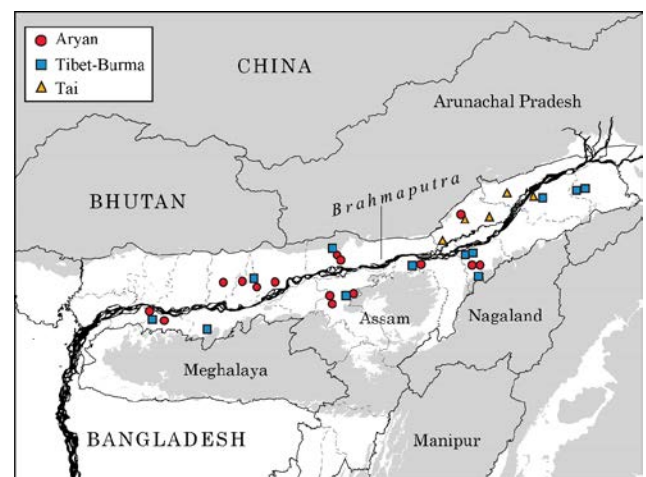 Aryan
Tibet-Burma
Tai
CHINA
Arunachal Pradesh
BHUTAN
Brahmaputra
Assam
Nagaland
Meghalaya
BANGLADESH
Manipur